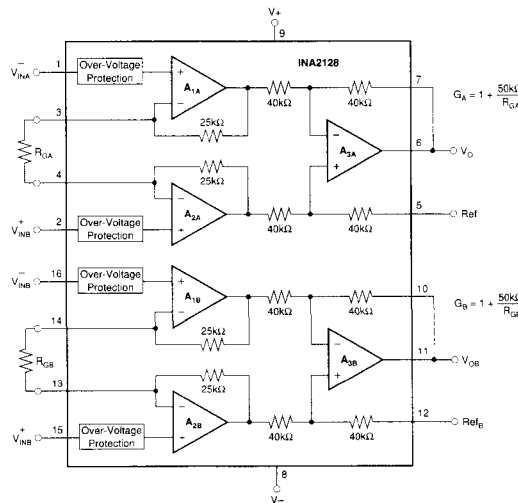 V+
9
INA2128
V⁻INA
1
Over-Voltage
Protection
+
A1A
−
3
25kΩ
40kΩ
40kΩ
7
GA = 1 + 50kΩ
RGA
RGA
−
A3A
+
6
VO
4
25kΩ
−
A2A
+
V⁺INB
2
Over-Voltage
Protection
40kΩ
40kΩ
5
Ref
V⁻INB
16
Over-Voltage
Protection
+
A1B
−
14
25kΩ
40kΩ
40kΩ
10
GB = 1 + 50kΩ
RGB
RGB
−
A3B
+
11
VOB
13
25kΩ
−
A2B
+
V⁺INB
15
Over-Voltage
Protection
40kΩ
40kΩ
12
RefB
8
V−